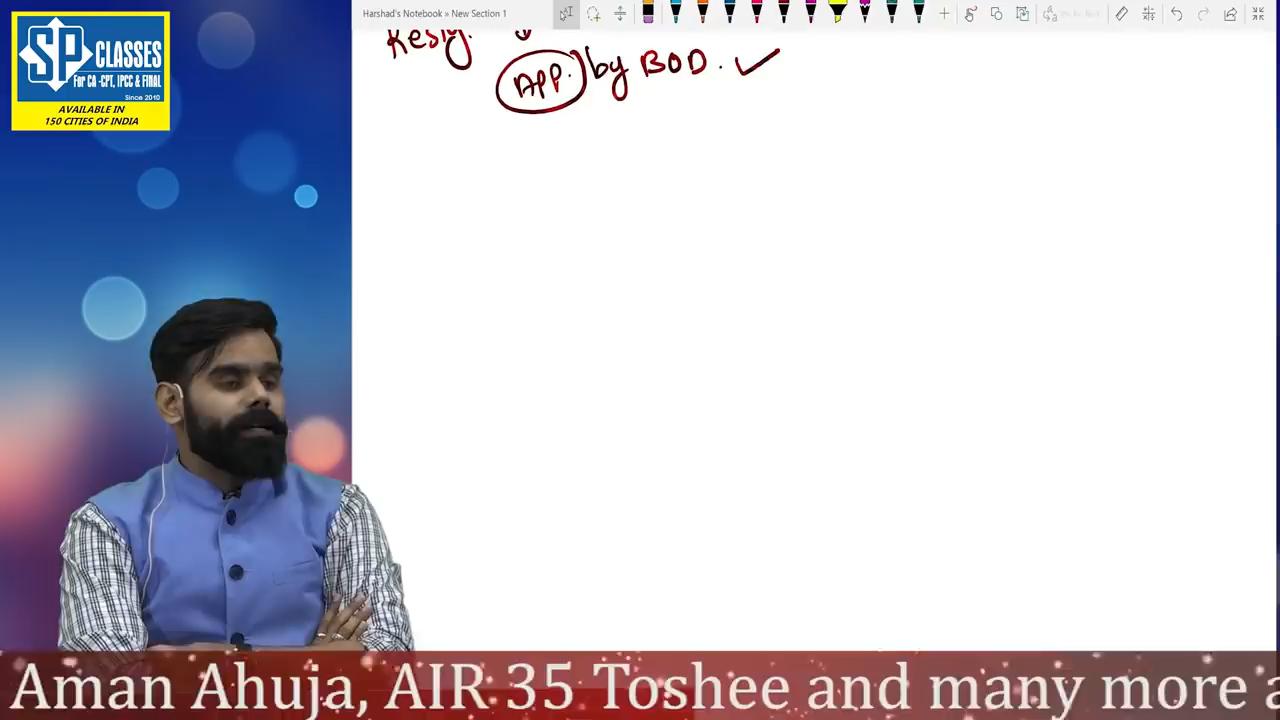 Harshad's Notebook » New Section 1
SP CLASSES
For CA -CPT, IPCC & FINAL
Since 2010
AVAILABLE IN
150 CITIES OF INDIA
Resig.
APP. by BOD.
Aman Ahuja, AIR 35 Toshee and many more a